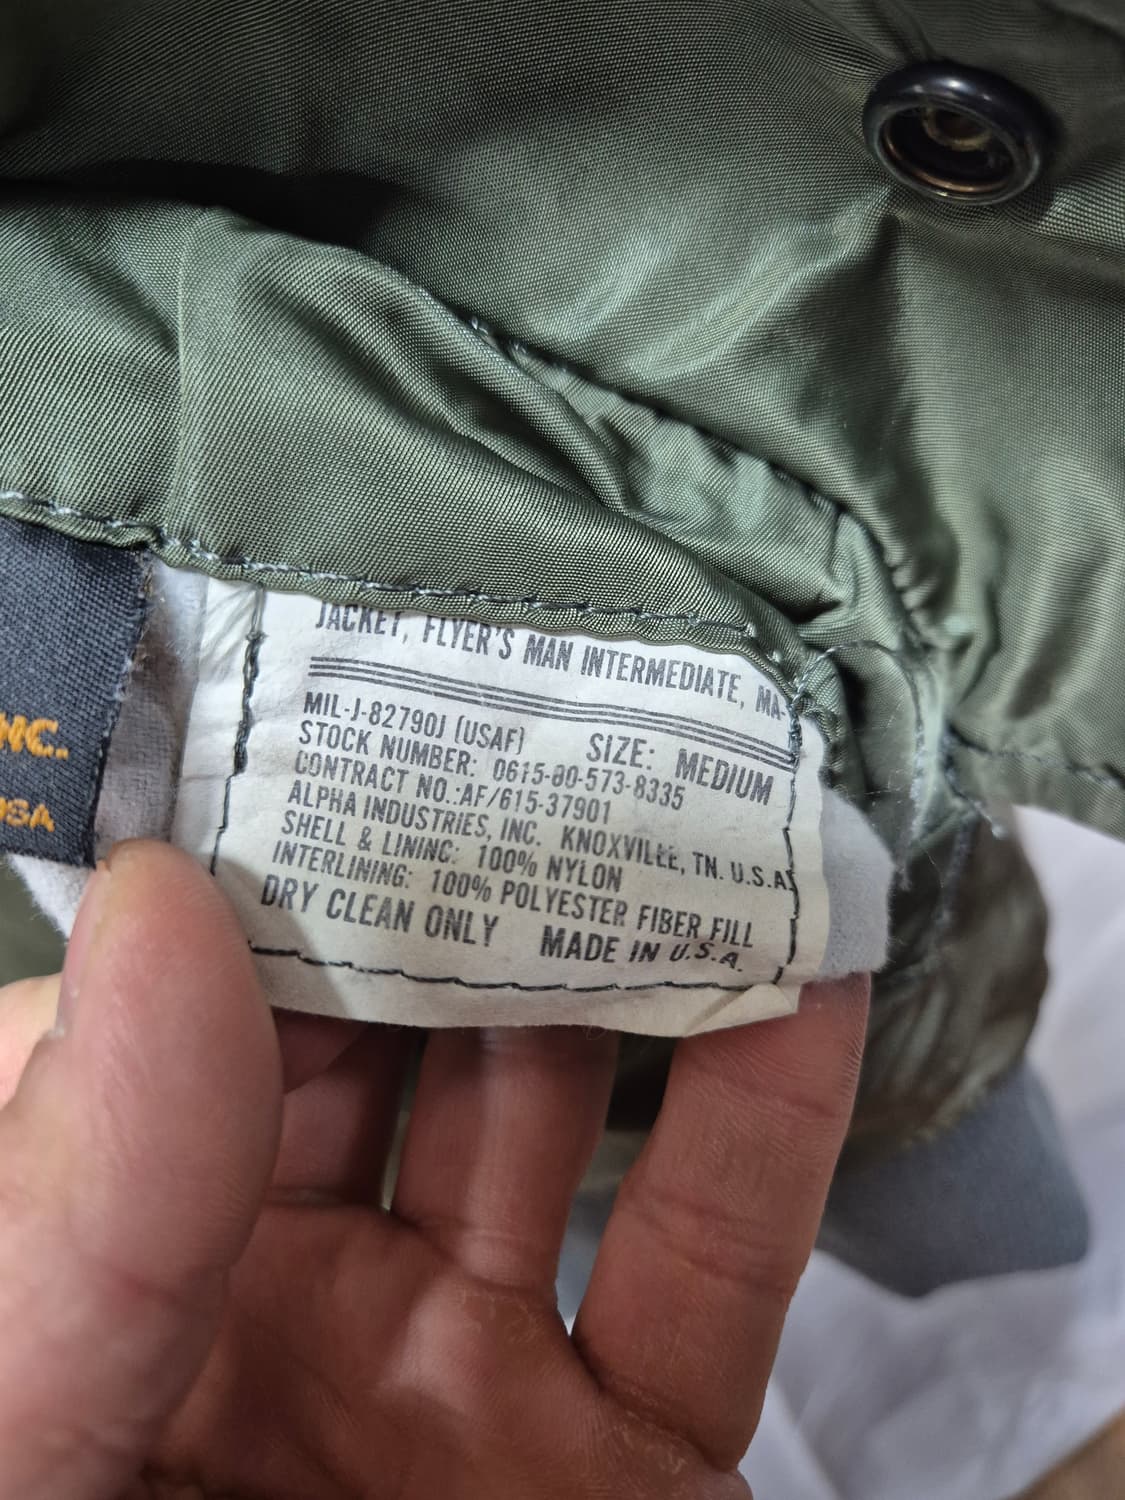 JACKET, FLYER'S MAN INTERMEDIATE, MA-
MIL-J-82790J (USAF) SIZE: MEDIUM
STOCK NUMBER: 0615-00-573-8335
CONTRACT NO.:AF/615-37901
ALPHA INDUSTRIES, INC. KNOXVILLE, TN. U.S.A
SHELL & LINING: 100% NYLON
INTERLINING: 100% POLYESTER FIBER FILL
DRY CLEAN ONLY MADE IN U.S.A.
INC.
USA